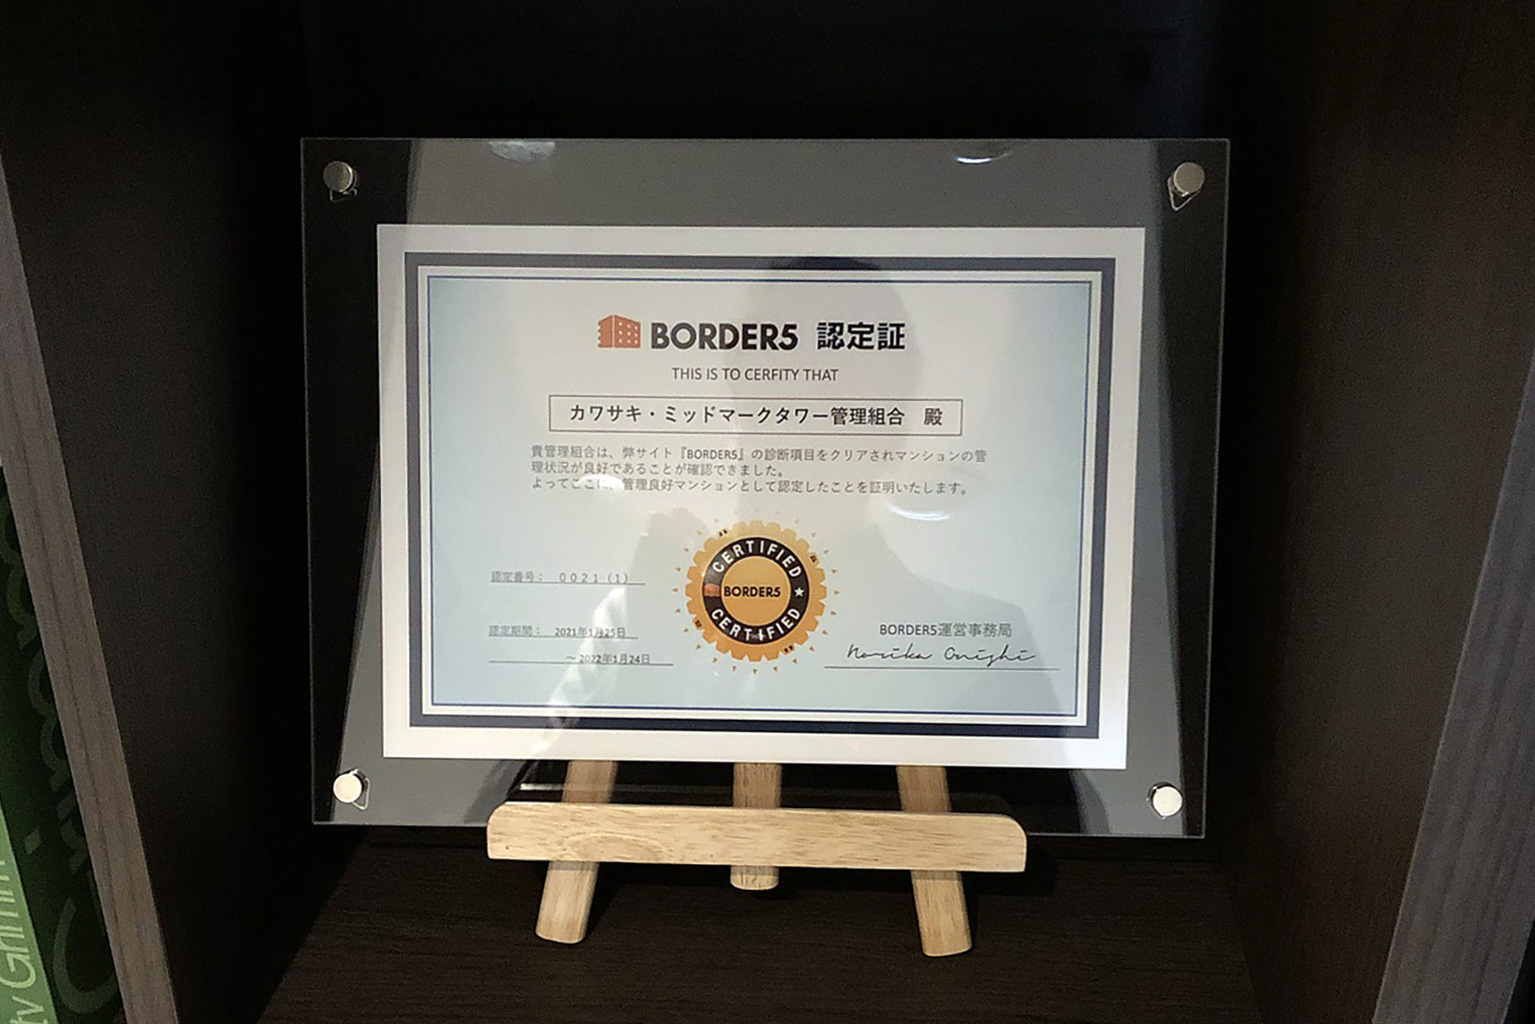 BORDER5 認定証
THIS IS TO CERFITY THAT
カワサキ・ミッドマークタワー管理組合 殿
貴管理組合は、弊サイト『BORDER5』の診断項目をクリアされマンションの管
理状況が良好であることが確認できました。
よってここに、管理良好マンションとして認定したことを証明いたします。
CERTIFIED
BORDER5
CERTIFIED
認定番号： 0021（1）
認定期間： 2021年1月25日
～2022年1月24日
BORDER5運営事務局
Norika Onishi